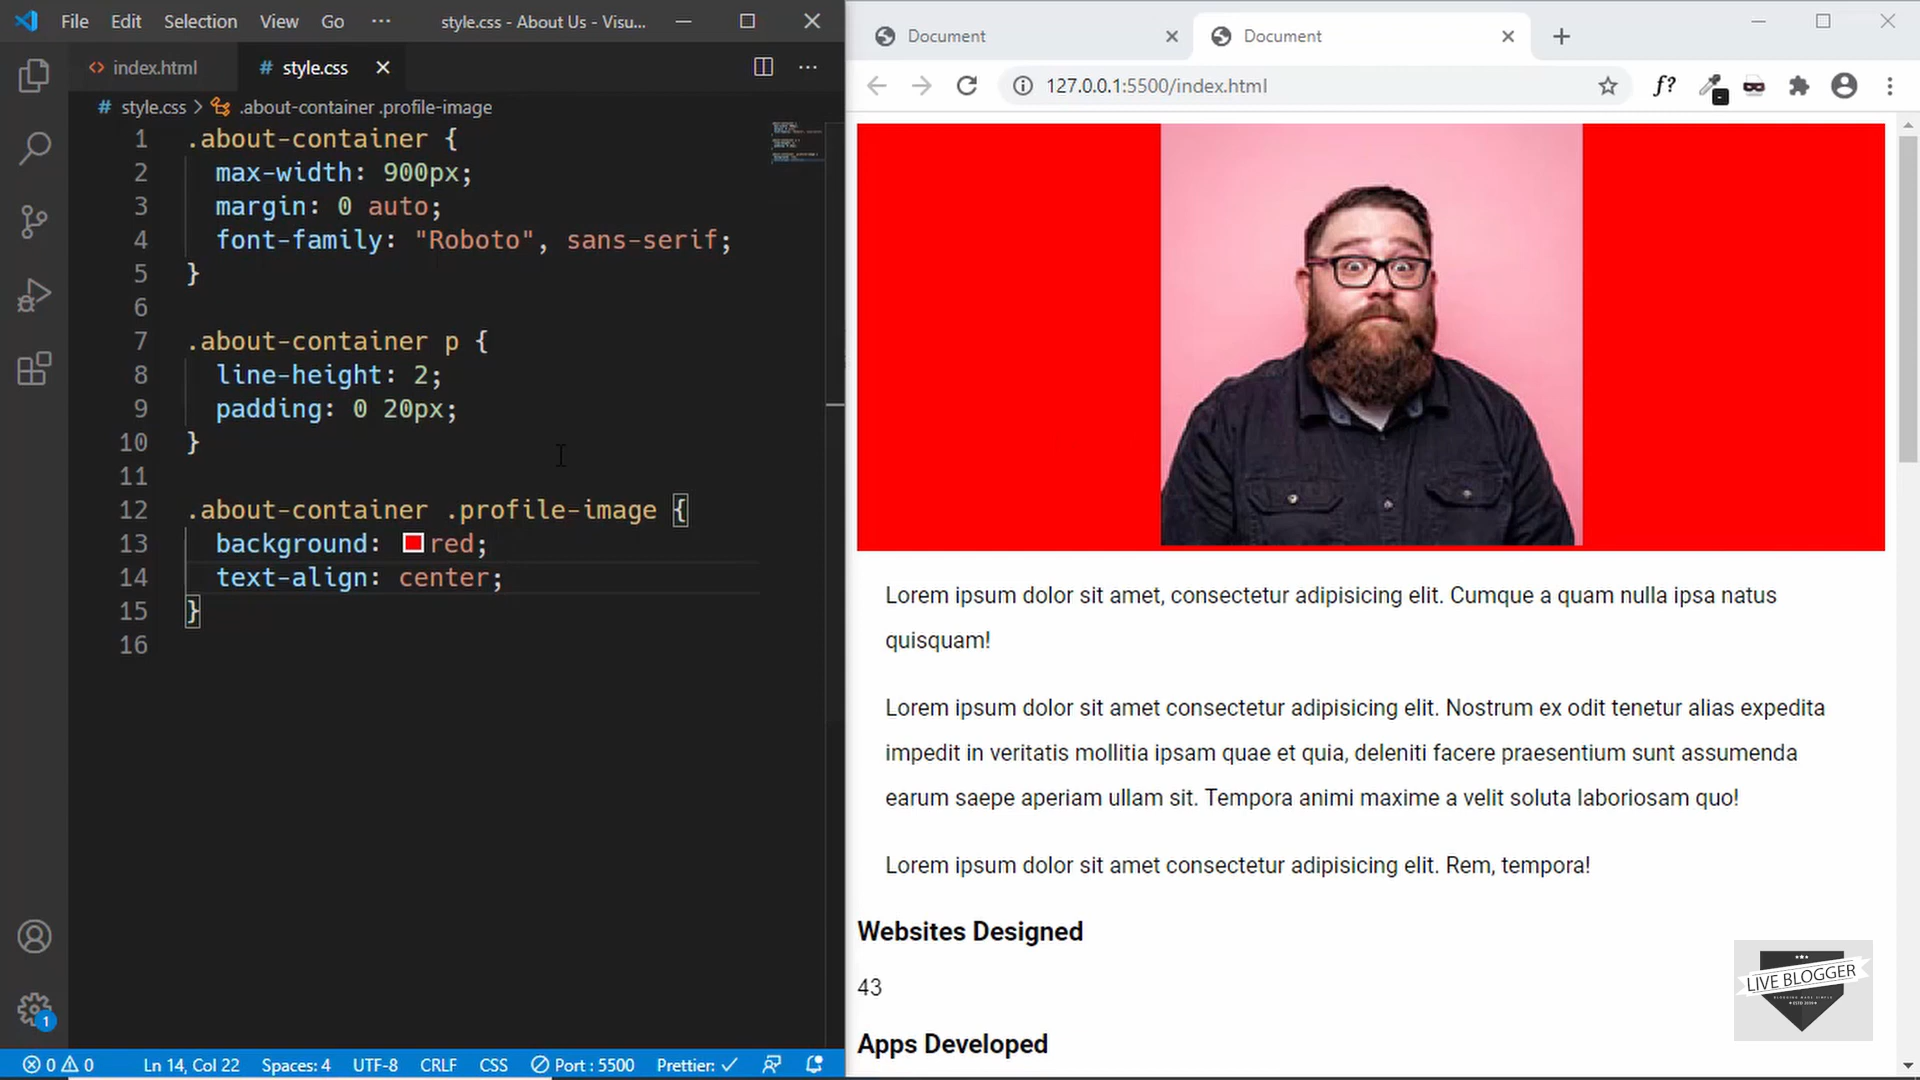 File Edit Selection View Go ··· style.css - About Us - Visu...
<> index.html # style.css
# style.css > .about-container .profile-image
1 .about-container {
2 max-width: 900px;
3 margin: 0 auto;
4 font-family: "Roboto", sans-serif;
5 }
6
7 .about-container p {
8 line-height: 2;
9 padding: 0 20px;
10 }
11
12 .about-container .profile-image {
13 background: red;
14 text-align: center;
15 }
16
1
0 0 Ln 14, Col 22 Spaces: 4 UTF-8 CRLF CSS Port : 5500 Prettier: ✓
Document Document
127.0.0.1:5500/index.html f?
Lorem ipsum dolor sit amet, consectetur adipisicing elit. Cumque a quam nulla ipsa natus
quisquam!
Lorem ipsum dolor sit amet consectetur adipisicing elit. Nostrum ex odit tenetur alias expedita
impedit in veritatis mollitia ipsam quae et quia, deleniti facere praesentium sunt assumenda
earum saepe aperiam ullam sit. Tempora animi maxime a velit soluta laboriosam quo!
Lorem ipsum dolor sit amet consectetur adipisicing elit. Rem, tempora!
Websites Designed
43
Apps Developed
LIVE BLOGGER